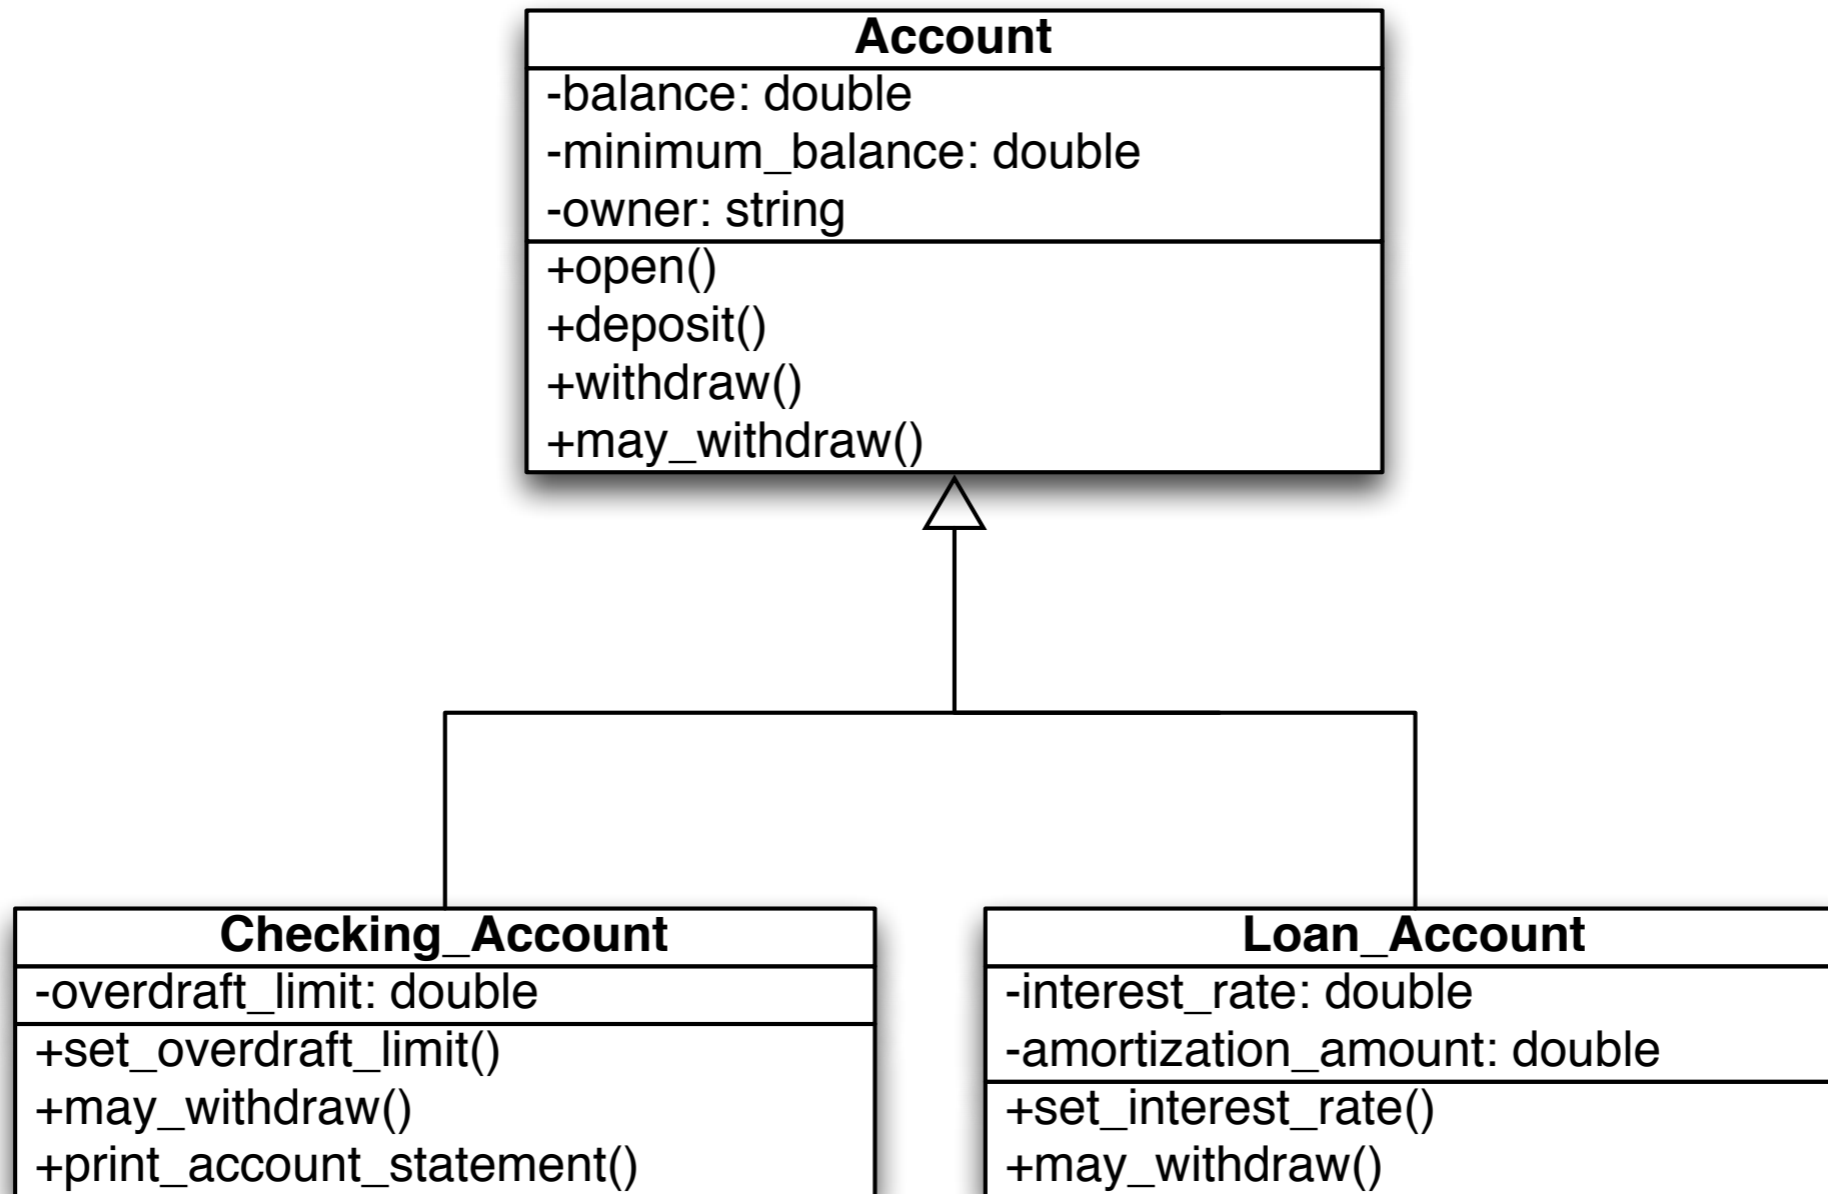 Account
-balance: double
-minimum_balance: double
-owner: string
+open()
+deposit()
+withdraw()
+may_withdraw()
Checking_Account
-overdraft_limit: double
+set_overdraft_limit()
+may_withdraw()
+print_account_statement()
Loan_Account
-interest_rate: double
-amortization_amount: double
+set_interest_rate()
+may_withdraw()